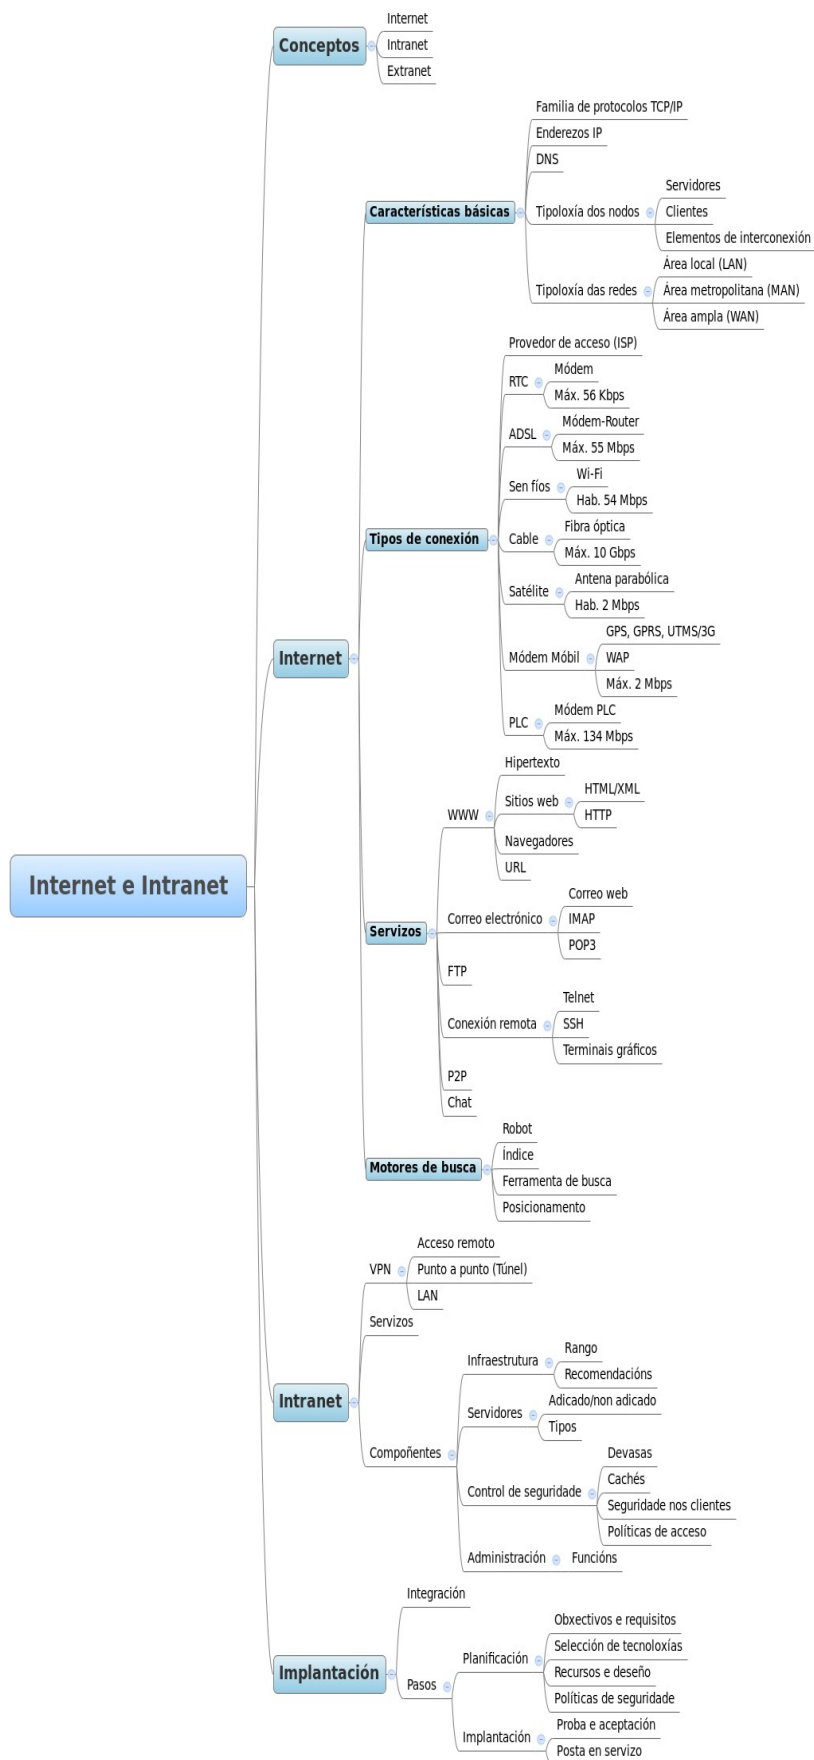 Internet e Intranet
Conceptos
Internet
Intranet
Extranet
Internet
Características básicas
Familia de protocolos TCP/IP
Enderezos IP
DNS
Tipoloxía dos nodos
Servidores
Clientes
Elementos de interconexión
Tipoloxía das redes
Área local (LAN)
Área metropolitana (MAN)
Área ampla (WAN)
Tipos de conexión
Provedor de acceso (ISP)
RTC
Módem
Máx. 56 Kbps
ADSL
Módem-Router
Máx. 55 Mbps
Sen fíos
Wi-Fi
Hab. 54 Mbps
Cable
Fibra óptica
Máx. 10 Gbps
Satélite
Antena parabólica
Hab. 2 Mbps
Módem Móbil
GPS, GPRS, UTMS/3G
WAP
Máx. 2 Mbps
PLC
Módem PLC
Máx. 134 Mbps
Servizos
WWW
Hipertexto
Sitios web
HTML/XML
HTTP
Navegadores
URL
Correo electrónico
Correo web
IMAP
POP3
FTP
Conexión remota
Telnet
SSH
Terminais gráficos
P2P
Chat
Motores de busca
Robot
Índice
Ferramenta de busca
Posicionamento
Intranet
VPN
Acceso remoto
Punto a punto (Túnel)
LAN
Servizos
Compoñentes
Infraestrutura
Rango
Recomendacións
Servidores
Adicado/non adicado
Tipos
Control de seguridade
Devasas
Cachés
Seguridade nos clientes
Políticas de acceso
Administración
Funcións
Implantación
Integración
Pasos
Planificación
Obxectivos e requisitos
Selección de tecnoloxías
Recursos e deseño
Políticas de seguridade
Implantación
Proba e aceptación
Posta en servizo